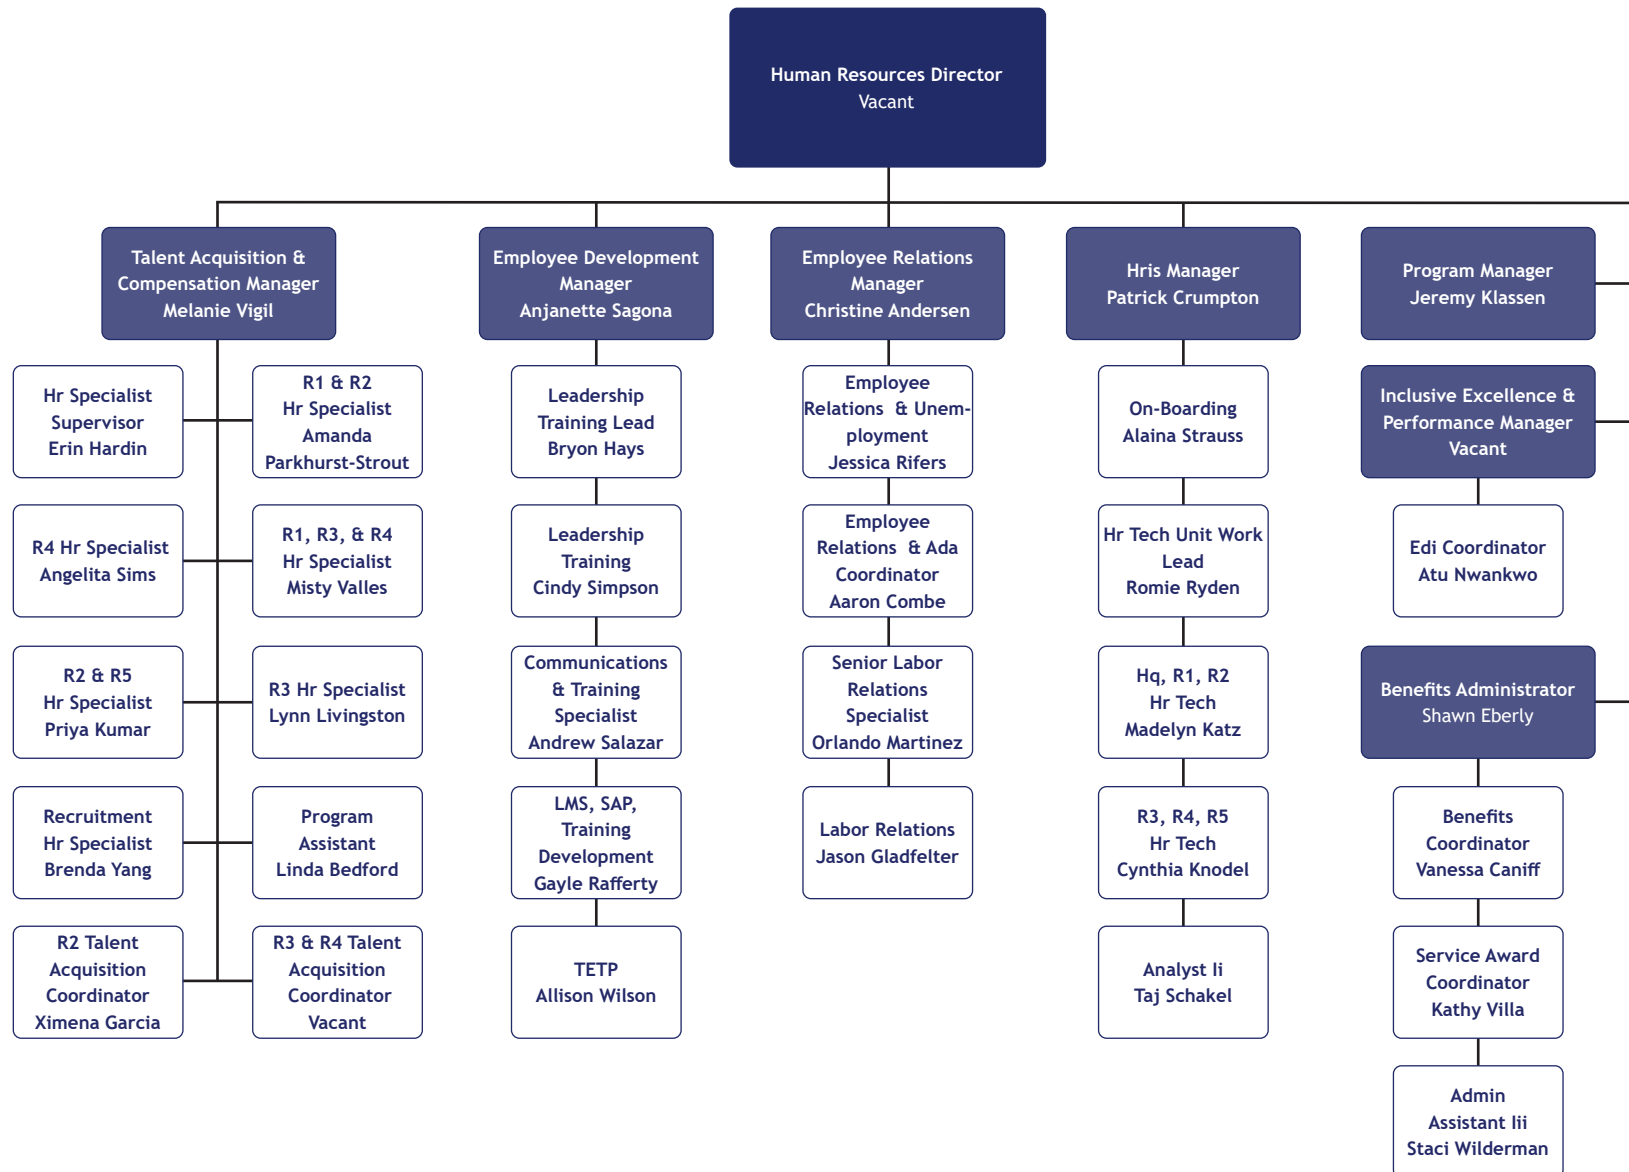 Human Resources Director
Vacant
Talent Acquisition &
Compensation Manager
Melanie Vigil
Hr Specialist
Supervisor
Erin Hardin
R1 & R2
Hr Specialist
Amanda
Parkhurst-Strout
R4 Hr Specialist
Angelita Sims
R1, R3, & R4
Hr Specialist
Misty Valles
R2 & R5
Hr Specialist
Priya Kumar
R3 Hr Specialist
Lynn Livingston
Recruitment
Hr Specialist
Brenda Yang
Program
Assistant
Linda Bedford
R2 Talent
Acquisition
Coordinator
Ximena Garcia
R3 & R4 Talent
Acquisition
Coordinator
Vacant
Employee Development
Manager
Anjanette Sagona
Leadership
Training Lead
Bryon Hays
Leadership
Training
Cindy Simpson
Communications
& Training
Specialist
Andrew Salazar
LMS, SAP,
Training
Development
Gayle Rafferty
TETP
Allison Wilson
Employee Relations
Manager
Christine Andersen
Employee
Relations & Unem-
ployment
Jessica Rifers
Employee
Relations & Ada
Coordinator
Aaron Combe
Senior Labor
Relations
Specialist
Orlando Martinez
Labor Relations
Jason Gladfelter
Hris Manager
Patrick Crumpton
On-Boarding
Alaina Strauss
Hr Tech Unit Work
Lead
Romie Ryden
Hq, R1, R2
Hr Tech
Madelyn Katz
R3, R4, R5
Hr Tech
Cynthia Knodel
Analyst Ii
Taj Schakel
Program Manager
Jeremy Klassen
Inclusive Excellence &
Performance Manager
Vacant
Edi Coordinator
Atu Nwankwo
Benefits Administrator
Shawn Eberly
Benefits
Coordinator
Vanessa Caniff
Service Award
Coordinator
Kathy Villa
Admin
Assistant Iii
Staci Wilderman